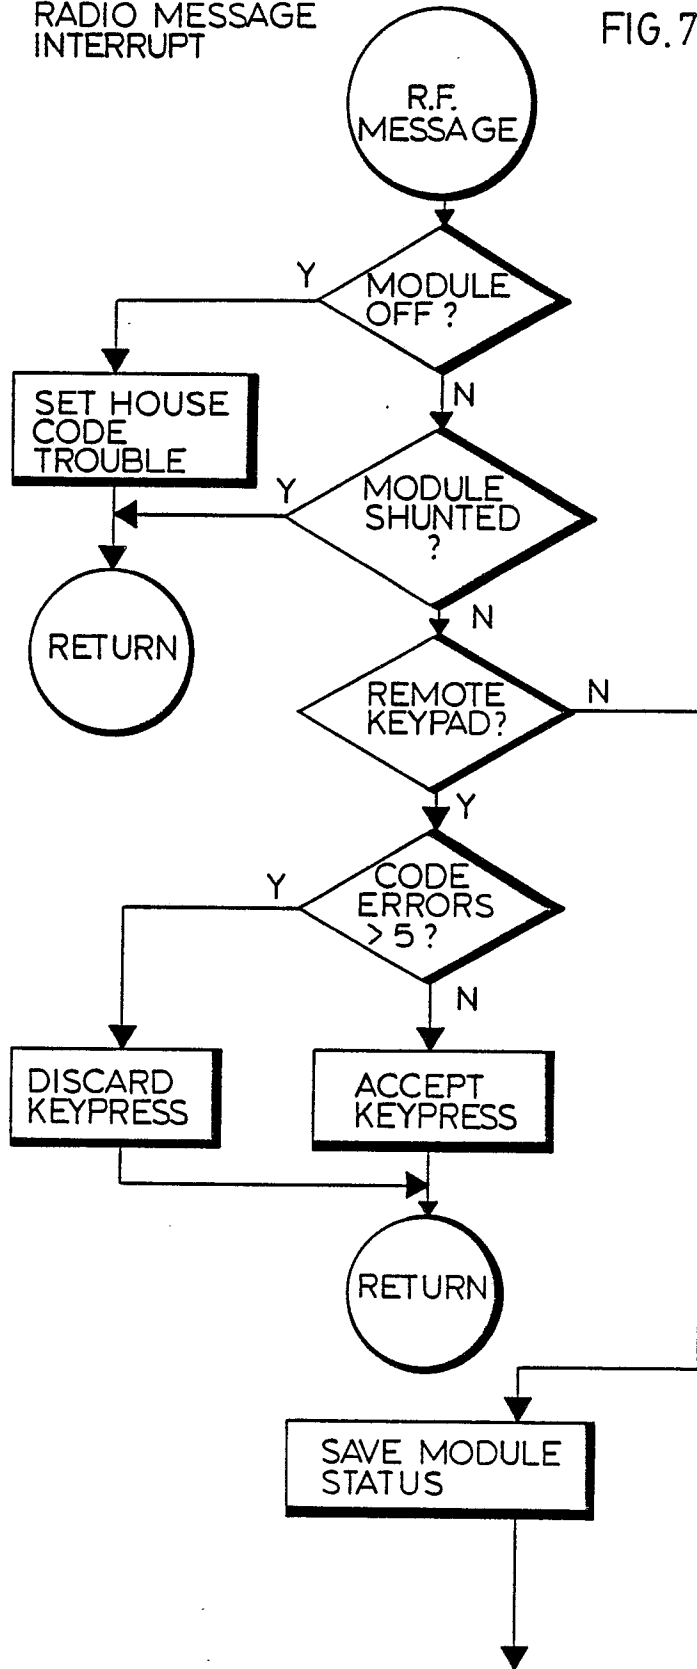 RADIO MESSAGE
INTERRUPT
FIG. 7
R.F.
MESSAGE
Y
MODULE
OFF ?
N
SET HOUSE
CODE
TROUBLE
Y
MODULE
SHUNTED
?
N
RETURN
REMOTE
KEYPAD?
N
Y
Y
CODE
ERRORS
> 5 ?
N
DISCARD
KEYPRESS
ACCEPT
KEYPRESS
RETURN
SAVE MODULE
STATUS